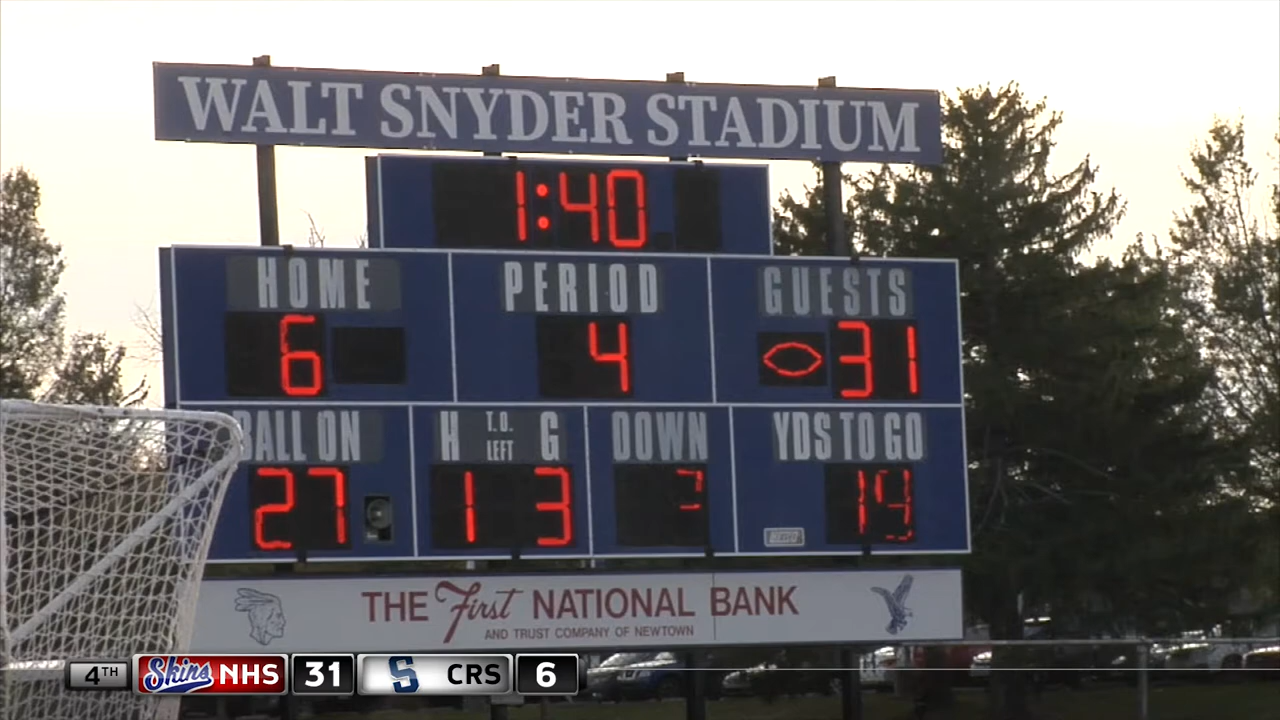 WALT SNYDER STADIUM
1:40
HOME PERIOD GUESTS
6 4 31
BALL ON H T.O. LEFT G DOWN YDS TO GO
27 1 3 19
THE First NATIONAL BANK
AND TRUST COMPANY OF NEWTOWN
4TH Skins NHS 31 S CRS 6